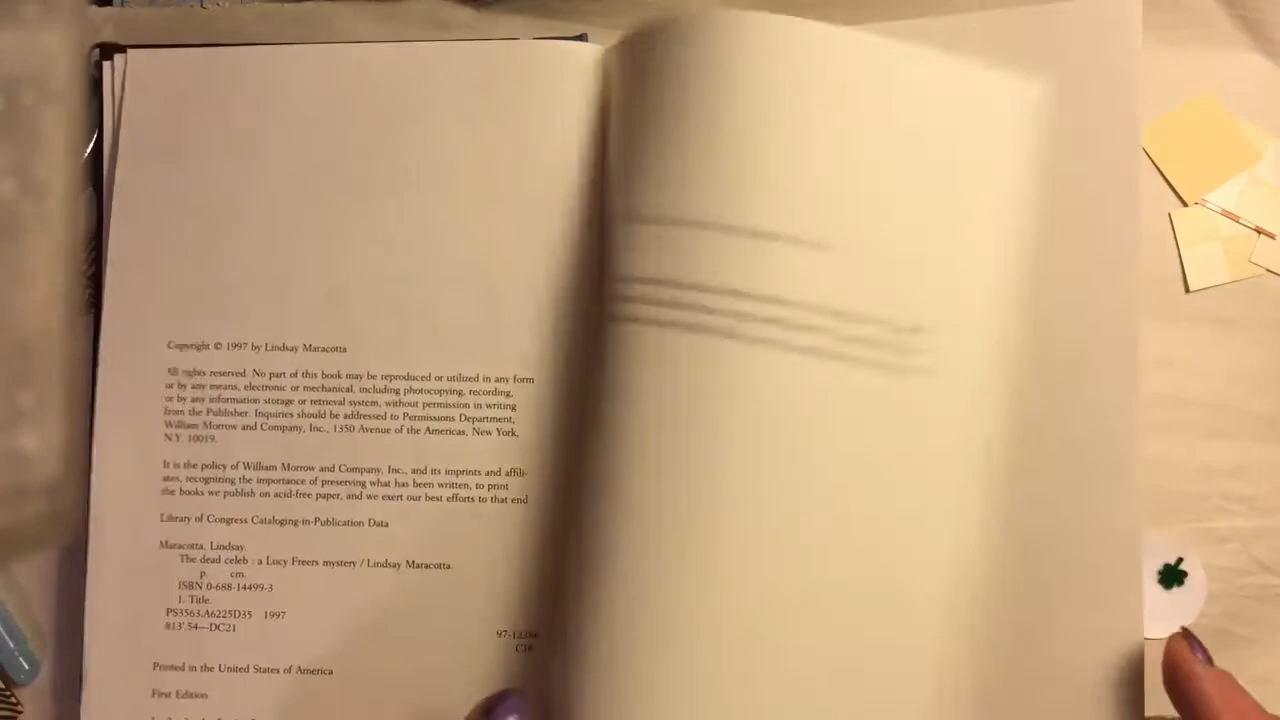 Copyright © 1997 by Lindsay Maracotta
All rights reserved. No part of this book may be reproduced or utilized in any form
or by any means, electronic or mechanical, including photocopying, recording,
or by any information storage or retrieval system, without permission in writing
from the Publisher. Inquiries should be addressed to Permissions Department,
William Morrow and Company, Inc., 1350 Avenue of the Americas, New York,
N.Y. 10019.
It is the policy of William Morrow and Company, Inc., and its imprints and affili-
ates, recognizing the importance of preserving what has been written, to print
the books we publish on acid-free paper, and we exert our best efforts to that end
Library of Congress Cataloging-in-Publication Data
Maracotta, Lindsay.
The dead celeb : a Lucy Freers mystery / Lindsay Maracotta.
p. cm.
ISBN 0-688-14499-3
1. Title.
PS3563.A6225D35 1997
813'.54—DC21
CIP
Printed in the United States of America
First Edition